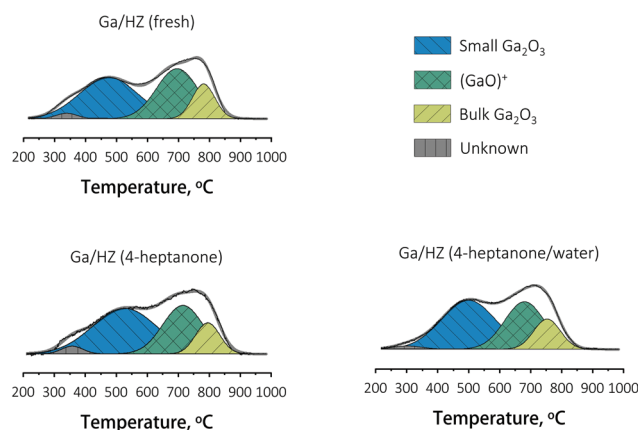 Ga/HZ (fresh)
Small Ga₂O₃
(GaO)⁺
Bulk Ga₂O₃
Unknown
200 300 400 500 600 700 800 900 1000
Temperature, ºC
Ga/HZ (4-heptanone)
200 300 400 500 600 700 800 900 1000
Temperature, ºC
Ga/HZ (4-heptanone/water)
200 300 400 500 600 700 800 900 1000
Temperature, ºC